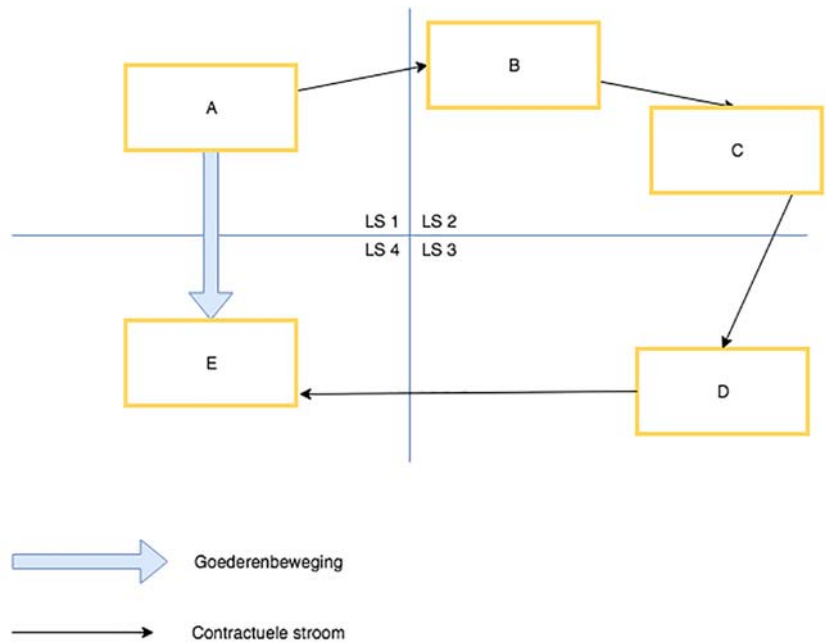 A
B
C
LS 1
LS 2
LS 4
LS 3
E
D
Goederenbeweging
Contractuele stroom